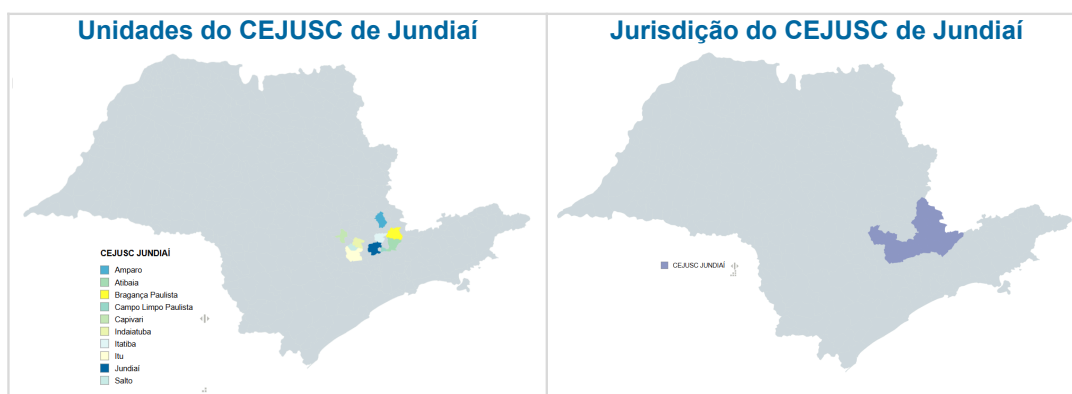 Unidades do CEJUSC de Jundiaí
CEJUSC JUNDIAÍ
Amparo
Atibaia
Bragança Paulista
Campo Limpo Paulista
Capivari
Indaiatuba
Itatiba
Itu
Jundiaí
Salto
Jurisdição do CEJUSC de Jundiaí
CEJUSC JUNDIAÍ